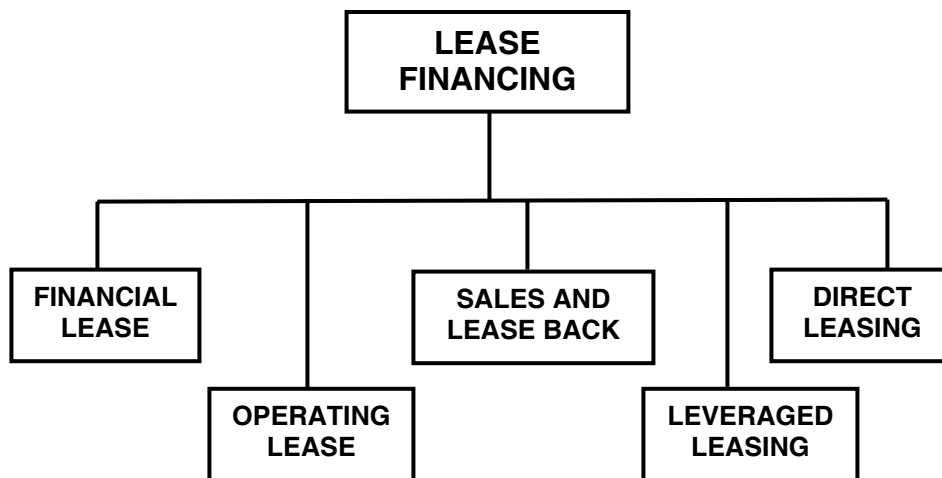 LEASE
FINANCING
FINANCIAL
LEASE
SALES AND
LEASE BACK
DIRECT
LEASING
OPERATING
LEASE
LEVERAGED
LEASING